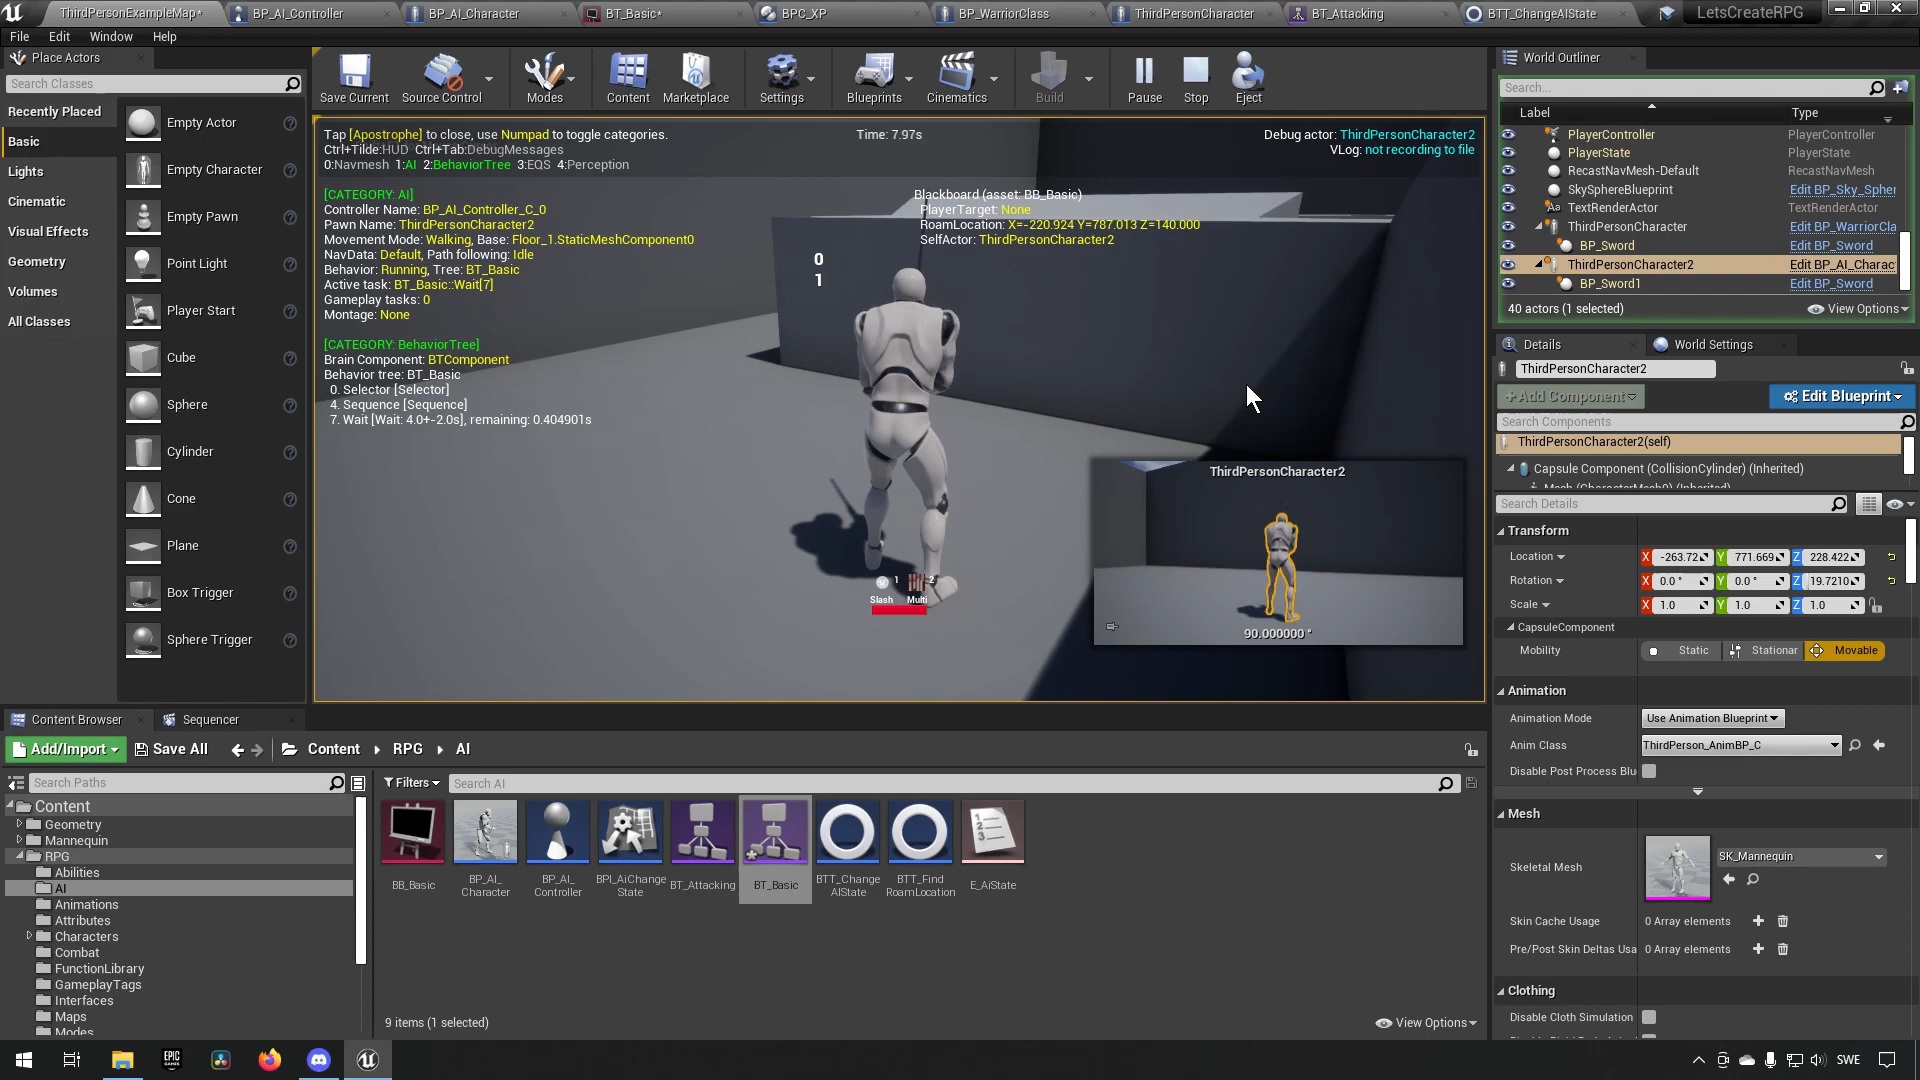 ThirdPersonExampleMap*
BP_AI_Controller
BP_AI_Character
BT_Basic*
BPC_XP
BP_WarriorClass
ThirdPersonCharacter
BT_Attacking
BTT_ChangeAIState
LetsCreateRPG
File Edit Window Help
Place Actors
Search Classes
Recently Placed
Basic
Lights
Cinematic
Visual Effects
Geometry
Volumes
All Classes
Empty Actor
Empty Character
Empty Pawn
Point Light
Player Start
Cube
Sphere
Cylinder
Cone
Plane
Box Trigger
Sphere Trigger
Save Current
Source Control
Modes
Content
Marketplace
Settings
Blueprints
Cinematics
Build
Pause
Stop
Eject
Tap [Apostrophe] to close, use Numpad to toggle categories.
Ctrl+Tilde:HUD Ctrl+Tab:DebugMessages
0:Navmesh 1:AI 2:BehaviorTree 3:EQS 4:Perception
Time: 7.97s
Debug actor: ThirdPersonCharacter2
VLog: not recording to file
[CATEGORY: AI]
Controller Name: BP_AI_Controller_C_0
Pawn Name: ThirdPersonCharacter2
Movement Mode: Walking, Base: Floor_1.StaticMeshComponent0
NavData: Default, Path following: Idle
Behavior: Running, Tree: BT_Basic
Active task: BT_Basic::Wait[7]
Gameplay tasks: 0
Montage: None
[CATEGORY: BehaviorTree]
Brain Component: BTComponent
Behavior tree: BT_Basic
0. Selector [Selector]
4. Sequence [Sequence]
7. Wait [Wait: 4.0+-2.0s], remaining: 0.404901s
Blackboard (asset: BB_Basic)
PlayerTarget: None
RoamLocation: X=-220.924 Y=787.013 Z=140.000
SelfActor: ThirdPersonCharacter2
0
1
1
2
Slash
Multi
ThirdPersonCharacter2
90.000000 °
World Outliner
Search...
Label
Type
PlayerController PlayerController
PlayerState PlayerState
RecastNavMesh-Default RecastNavMesh
SkySphereBlueprint Edit BP_Sky_Spher
TextRenderActor TextRenderActor
ThirdPersonCharacter Edit BP_WarriorCla
BP_Sword Edit BP_Sword
ThirdPersonCharacter2 Edit BP_AI_Charac
BP_Sword1 Edit BP_Sword
40 actors (1 selected)
View Options
Details
World Settings
ThirdPersonCharacter2
+Add Component
Edit Blueprint
Search Components
ThirdPersonCharacter2(self)
Capsule Component (CollisionCylinder) (Inherited)
Mesh (CharacterMesh0) (Inherited)
Search Details
Transform
Location X -263.72 Y 771.669 Z 228.422
Rotation X 0.0 ° Y 0.0 ° Z 19.7210
Scale X 1.0 Y 1.0 Z 1.0
CapsuleComponent
Mobility Static Stationar Movable
Animation
Animation Mode Use Animation Blueprint
Anim Class ThirdPerson_AnimBP_C
Disable Post Process Blu
Mesh
Skeletal Mesh SK_Mannequin
Skin Cache Usage 0 Array elements
Pre/Post Skin Deltas Usa 0 Array elements
Clothing
Disable Cloth Simulation
Content Browser
Sequencer
Add/Import
Save All
Content
RPG
AI
Search Paths
Filters
Search AI
Content
Geometry
Mannequin
RPG
Abilities
AI
Animations
Attributes
Characters
Combat
FunctionLibrary
GameplayTags
Interfaces
Maps
Modes
BB_Basic
BP_AI_
Character
BP_AI_
Controller
BPI_AiChange
State
BT_Attacking
BT_Basic
BTT_Change
AIState
BTT_Find
RoamLocation
E_AiState
9 items (1 selected)
View Options
EPIC
GAMES
SWE